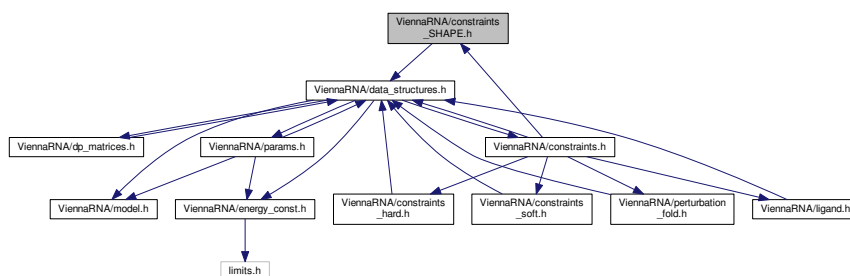 ViennaRNA/constraints
_SHAPE.h
ViennaRNA/data_structures.h
ViennaRNA/dp_matrices.h
ViennaRNA/params.h
ViennaRNA/constraints.h
ViennaRNA/model.h
ViennaRNA/energy_const.h
ViennaRNA/constraints
_hard.h
ViennaRNA/constraints
_soft.h
ViennaRNA/perturbation
_fold.h
ViennaRNA/ligand.h
limits.h